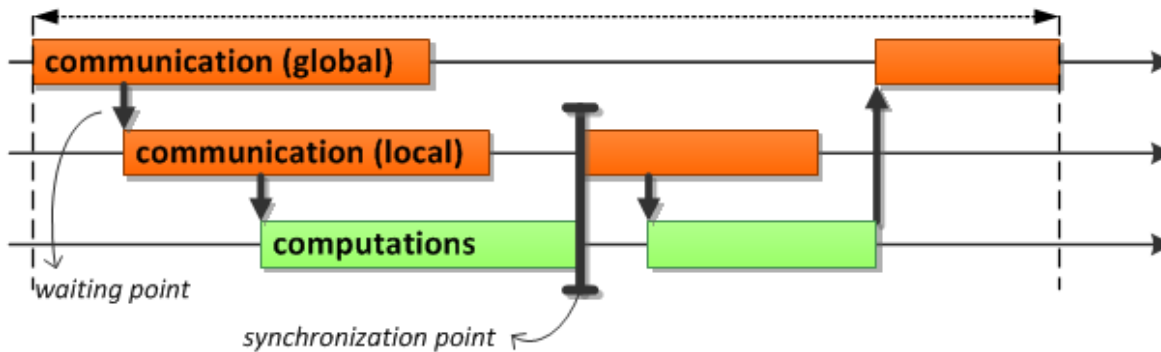 communication (global)
communication (local)
computations
waiting point
synchronization point